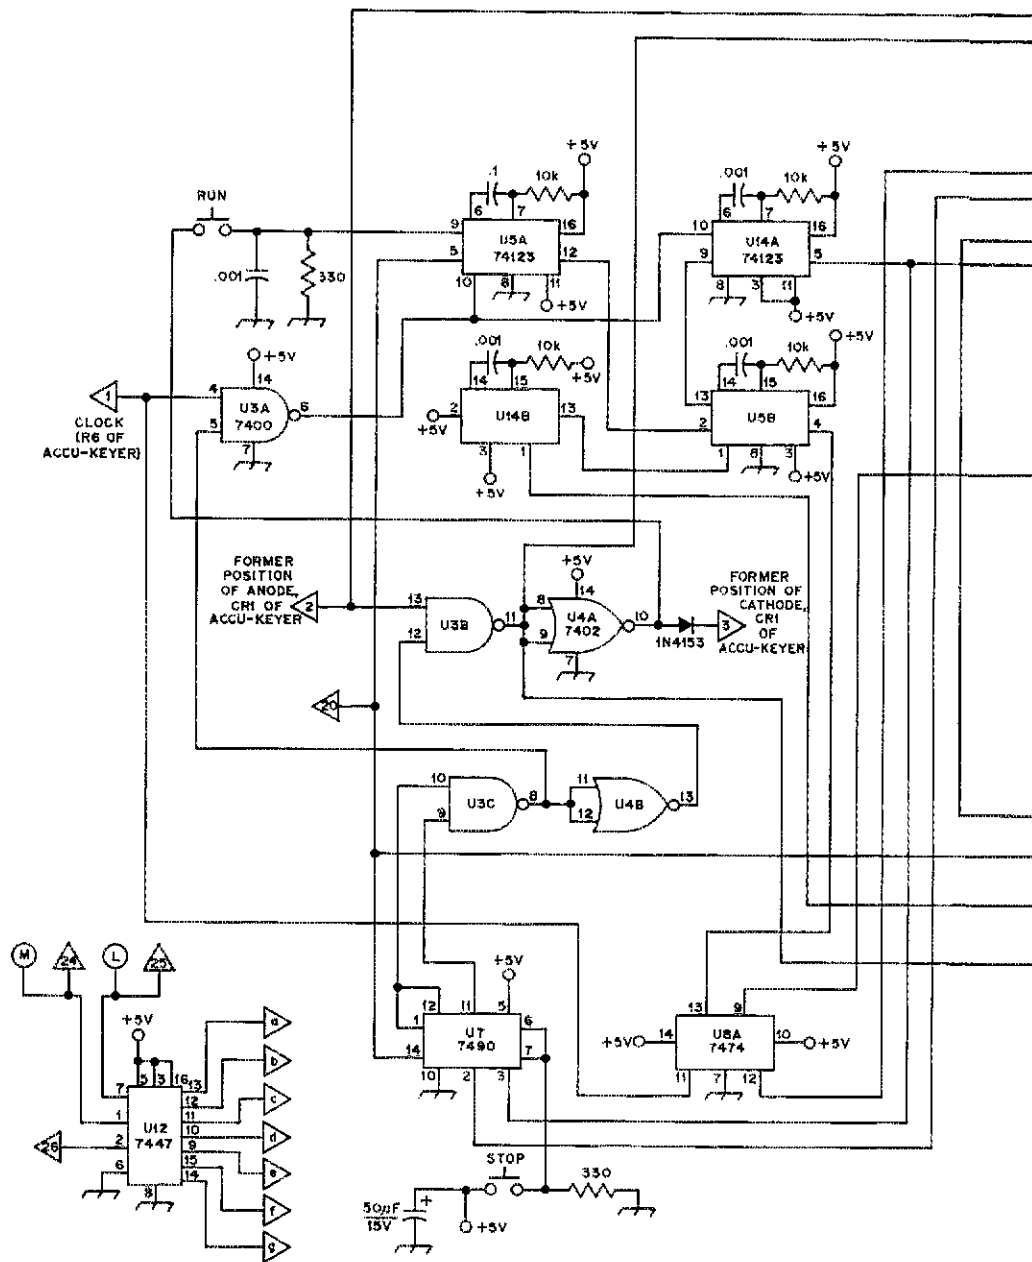 +5V
+5V
.1
10k
.001
10k
RUN
6
7
6
7
9
16
10
16
U5A
74123
U14A
74123
5
12
9
5
.001
330
10
8
11
8
3
11
+5V
+5V
+5V
.001
10k
.001
10k
+5V
14
15
+5V
14
15
1
4
14
6
13
16
U3A
7400
+5V
2
U14B
13
2
U5B
4
CLOCK
(R6 OF
ACCU-KEYER)
5
7
3
1
1
8
3
+5V
+5V
FORMER
POSITION
OF ANODE,
CR1 OF
ACCU-KEYER
2
13
12
U3B
11
+5V
14
8
9
U4A
7402
10
7
1N4153
3
FORMER
POSITION OF
CATHODE,
CR1
OF
ACCU-KEYER
20
10
9
U3C
8
11
12
U4B
13
M
24
L
25
+5V
12
11
5
13
9
1
6
U7
7490
14
7
+5V
14
U8A
7474
10
+5V
10
2
3
11
7
12
+5V
5
3
16
13
a
7
12
b
1
11
c
U12
7447
10
d
26
2
9
e
6
15
f
8
14
g
STOP
330
50µF
15V
+
+5V